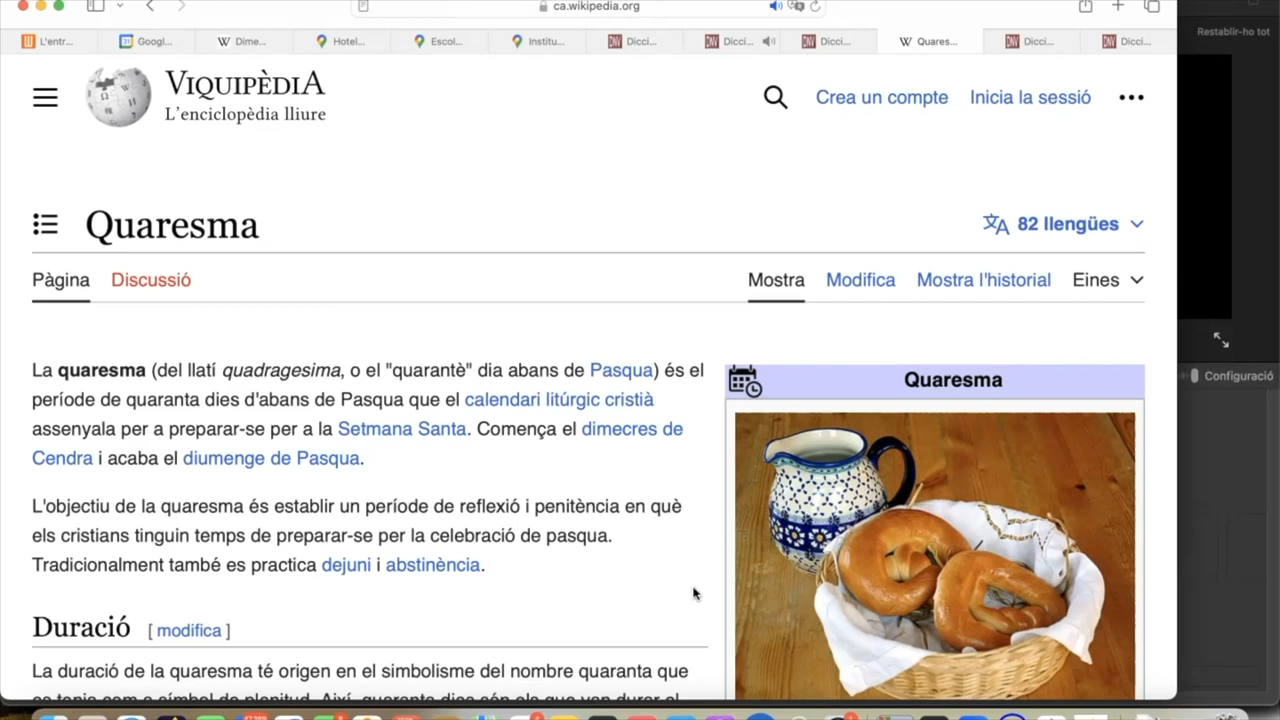 ca.wikipedia.org
L'entr...
Googl...
Dime...
Hotel...
Escol...
Institu...
Dicci...
Dicci...
Dicci...
Quares...
Dicci...
Dicci...
Restablir-ho tot
VIQUIPÈDIA
L'enciclopèdia lliure
Crea un compte
Inicia la sessió
Quaresma
82 llengües
Pàgina
Discussió
Mostra
Modifica
Mostra l'historial
Eines
La quaresma (del llatí quadragesima, o el "quarantè" dia abans de Pasqua) és el
període de quaranta dies d'abans de Pasqua que el calendari litúrgic cristià
assenyala per a preparar-se per a la Setmana Santa. Comença el dimecres de
Cendra i acaba el diumenge de Pasqua.
L'objectiu de la quaresma és establir un període de reflexió i penitència en què
els cristians tinguin temps de preparar-se per la celebració de pasqua.
Tradicionalment també es practica dejuni i abstinència.
Duració [ modifica ]
La duració de la quaresma té origen en el simbolisme del nombre quaranta que
Quaresma
Configuració